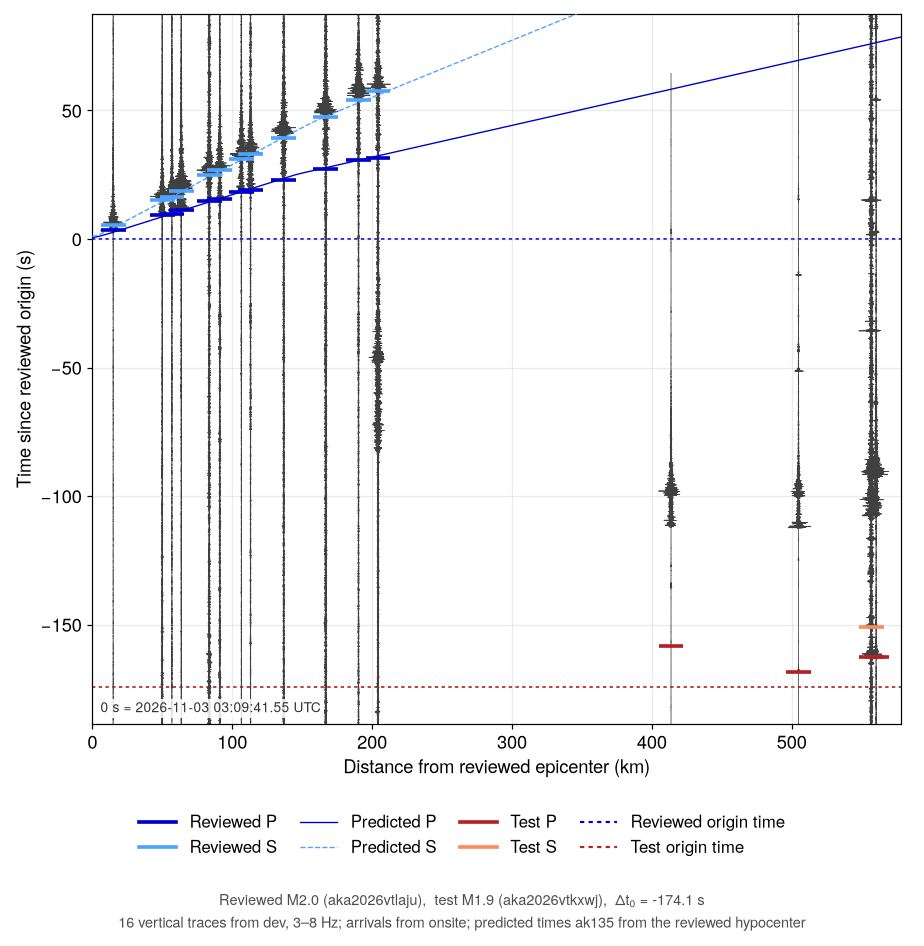 50
0
−50
−100
−150
Time since reviewed origin (s)
0 s = 2026-11-03 03:09:41.55 UTC
0 100 200 300 400 500
Distance from reviewed epicenter (km)
Reviewed P Predicted P Test P Reviewed origin time
Reviewed S Predicted S Test S Test origin time
Reviewed M2.0 (aka2026vtlaju), test M1.9 (aka2026vtkxwj), Δt₀ = -174.1 s
16 vertical traces from dev, 3–8 Hz; arrivals from onsite; predicted times ak135 from the reviewed hypocenter